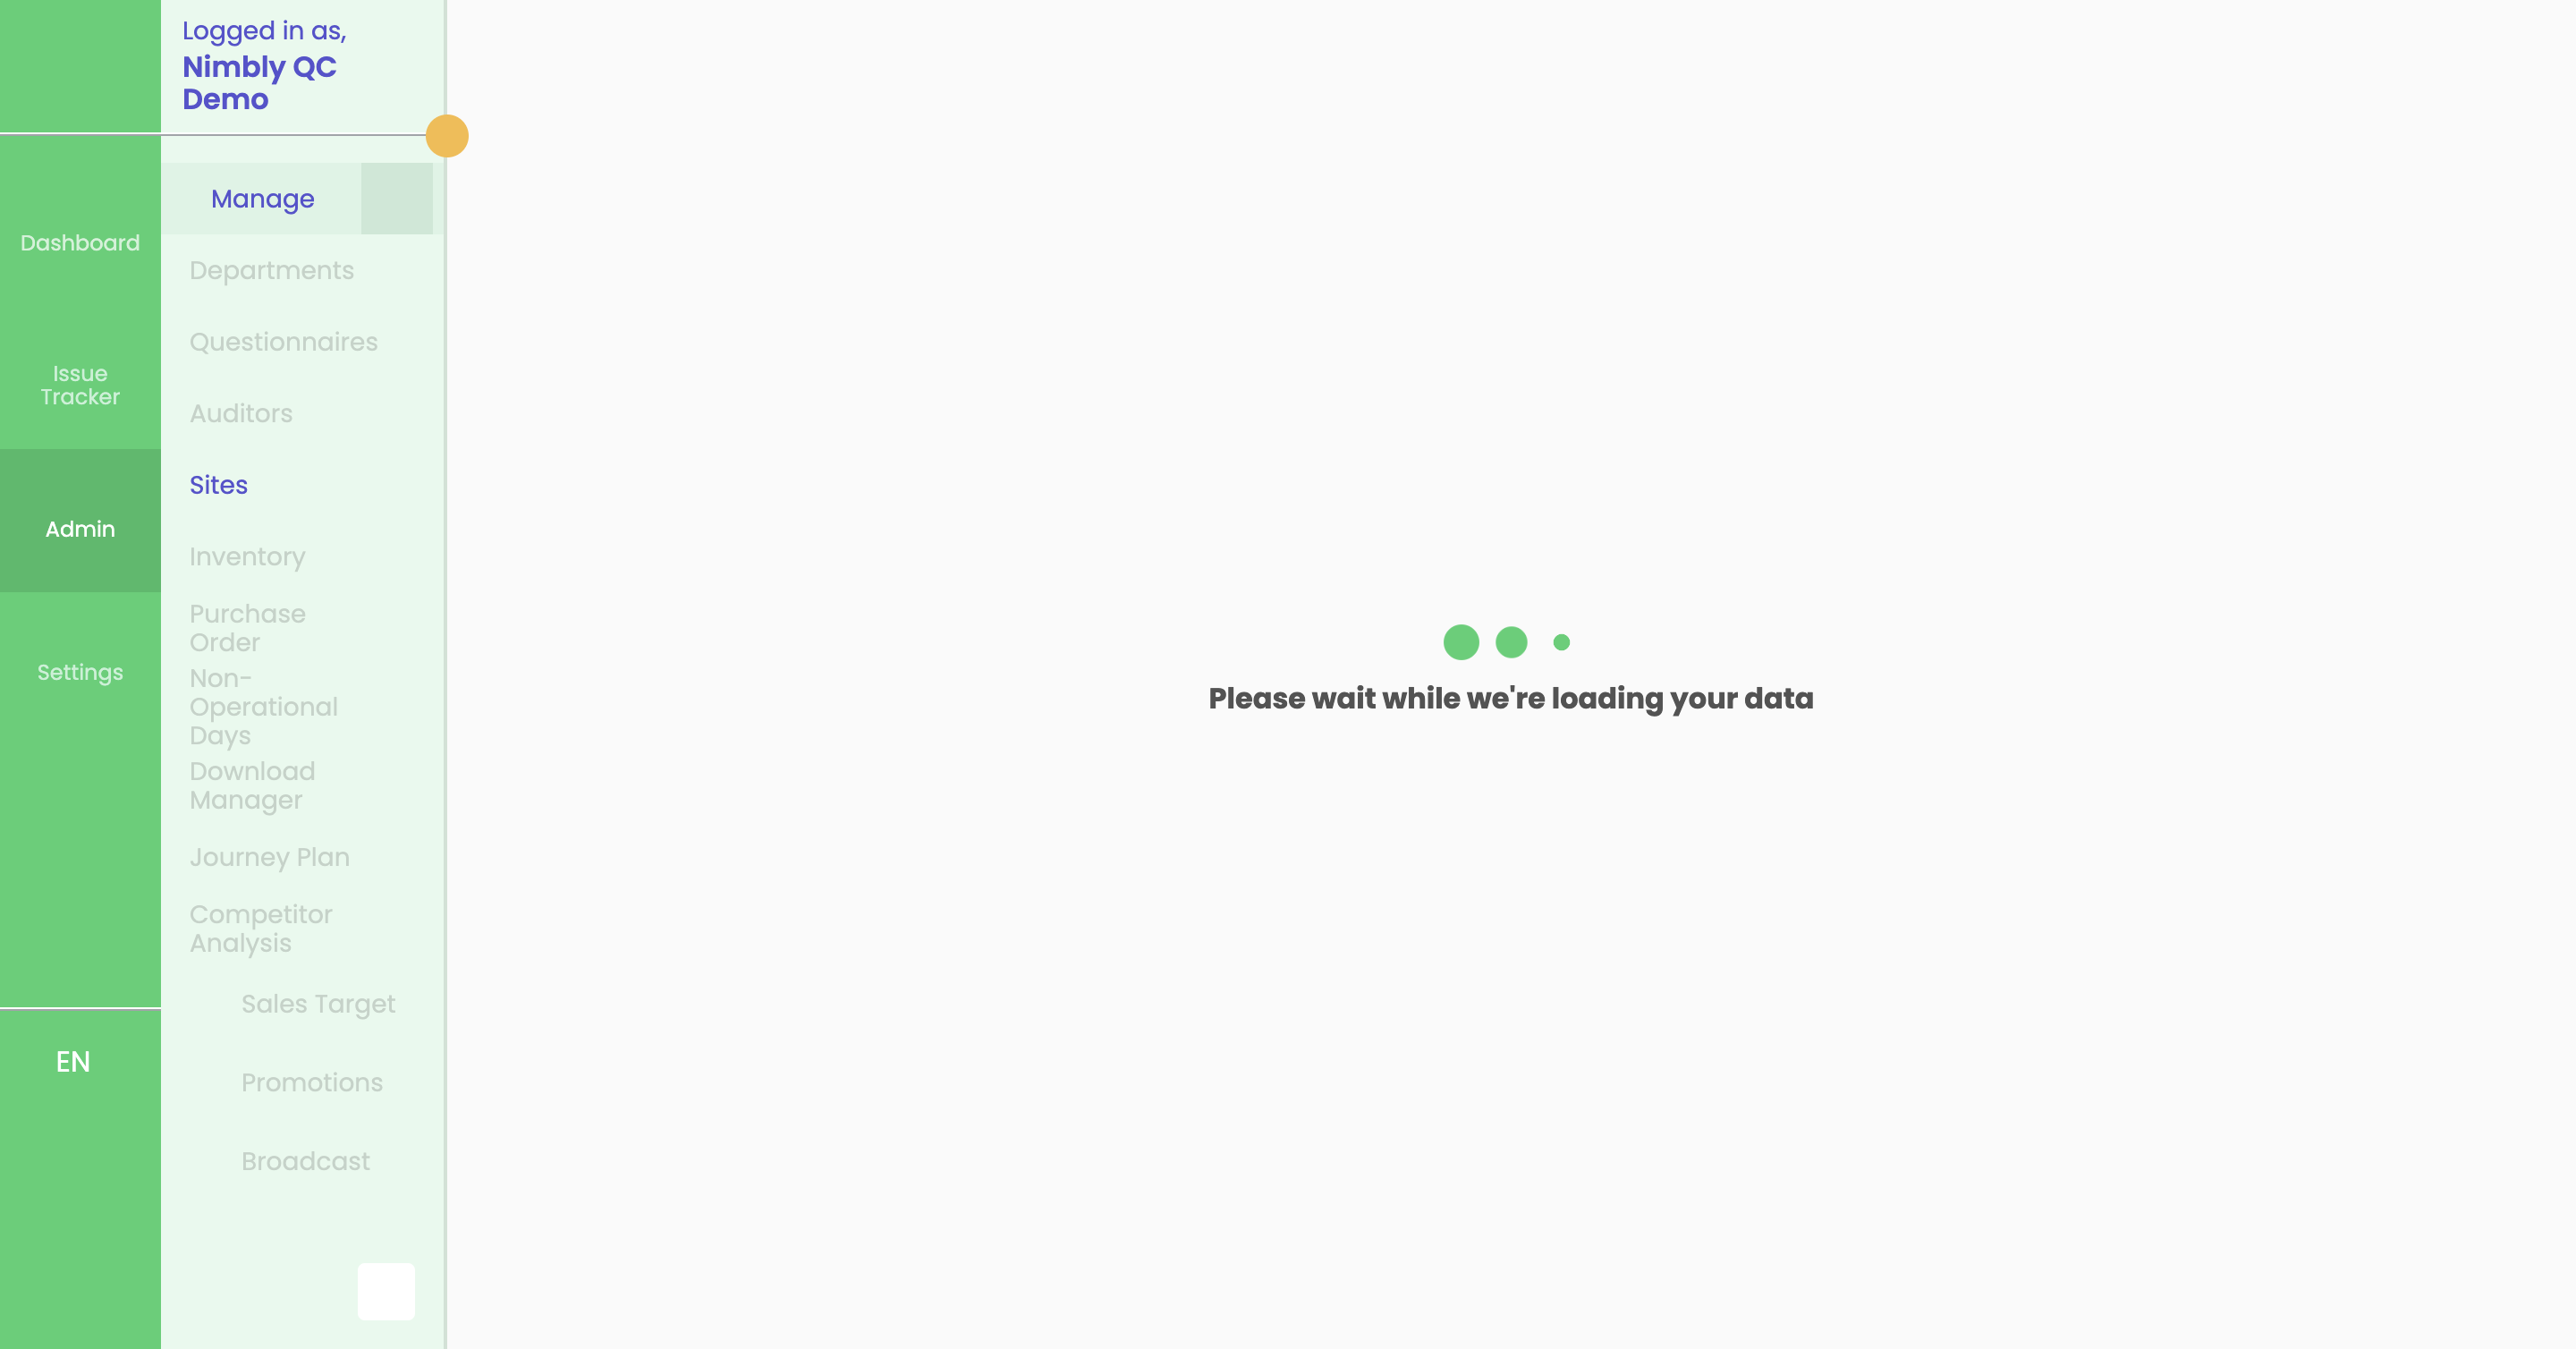 Logged in as,
Nimbly QC
Demo
Dashboard
Issue
Tracker
Admin
Settings
EN
Manage
Departments
Questionnaires
Auditors
Sites
Inventory
Purchase
Order
Non-
Operational
Days
Download
Manager
Journey Plan
Competitor
Analysis
Sales Target
Promotions
Broadcast
Please wait while we're loading your data